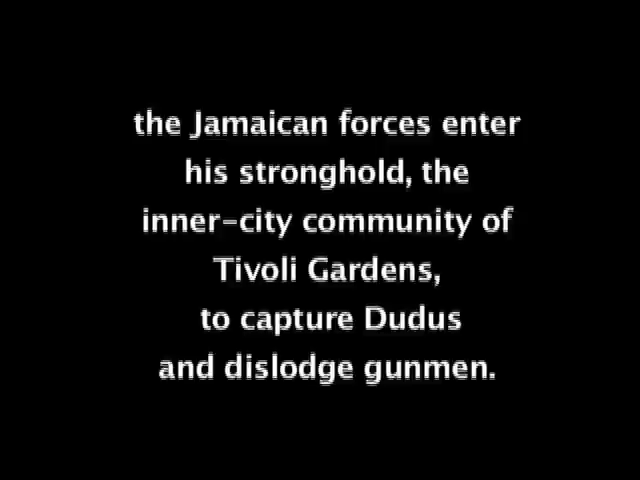 the Jamaican forces enter
his stronghold, the
inner-city community of
Tivoli Gardens,
to capture Dudus
and dislodge gunmen.